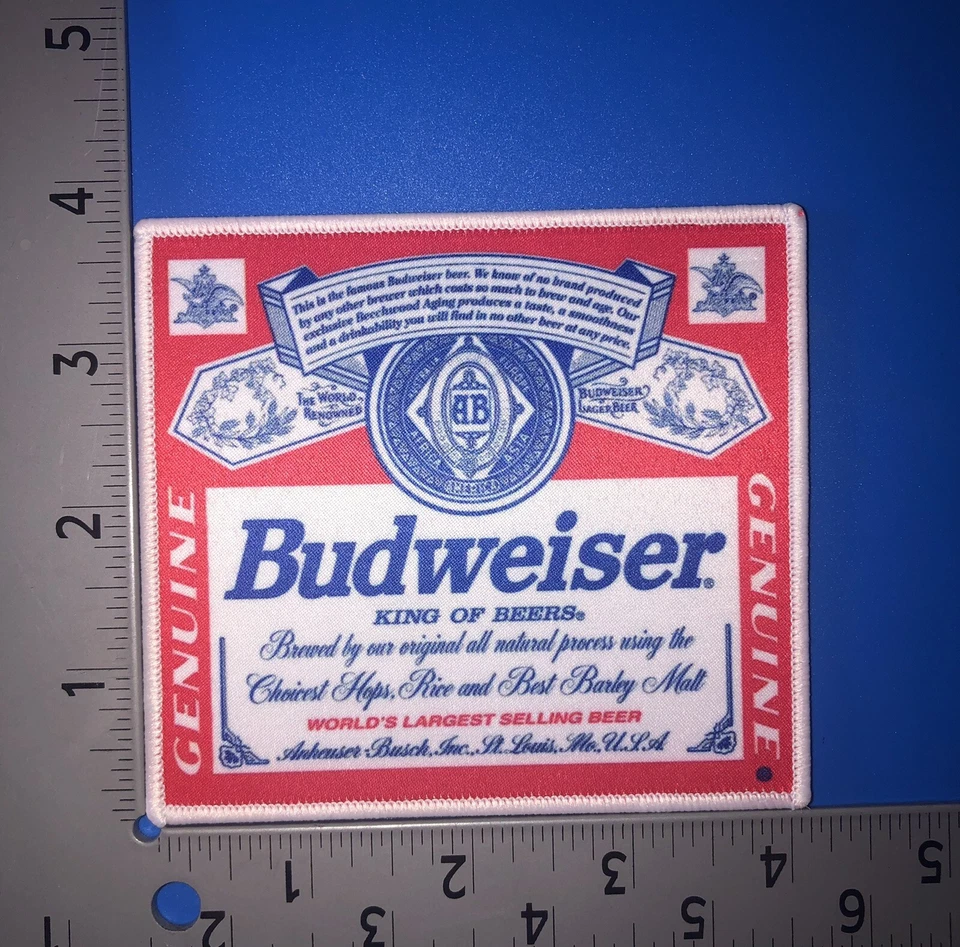 5
4
3
2
1
This is the famous Budweiser beer. We know of no brand produced
by any other brewer which costs so much to brew and age. Our
exclusive Beechwood Aging produces a taste, a smoothness
and a drinkability you will find in no other beer at any price.
THE WORLD
RENOWNED
BUDWEISER
LAGER BEER
EUROPE
AB
AFRICA
ASIA
AMERICA
GENUINE
GENUINE
Budweiser®
KING OF BEERS®
Brewed by our original all natural process using the
Choicest Hops, Rice and Best Barley Malt
WORLD'S LARGEST SELLING BEER
Anheuser-Busch, Inc., St. Louis, Mo., U.S.A.
1 2 3 4 5
1 2 3 4 5 6